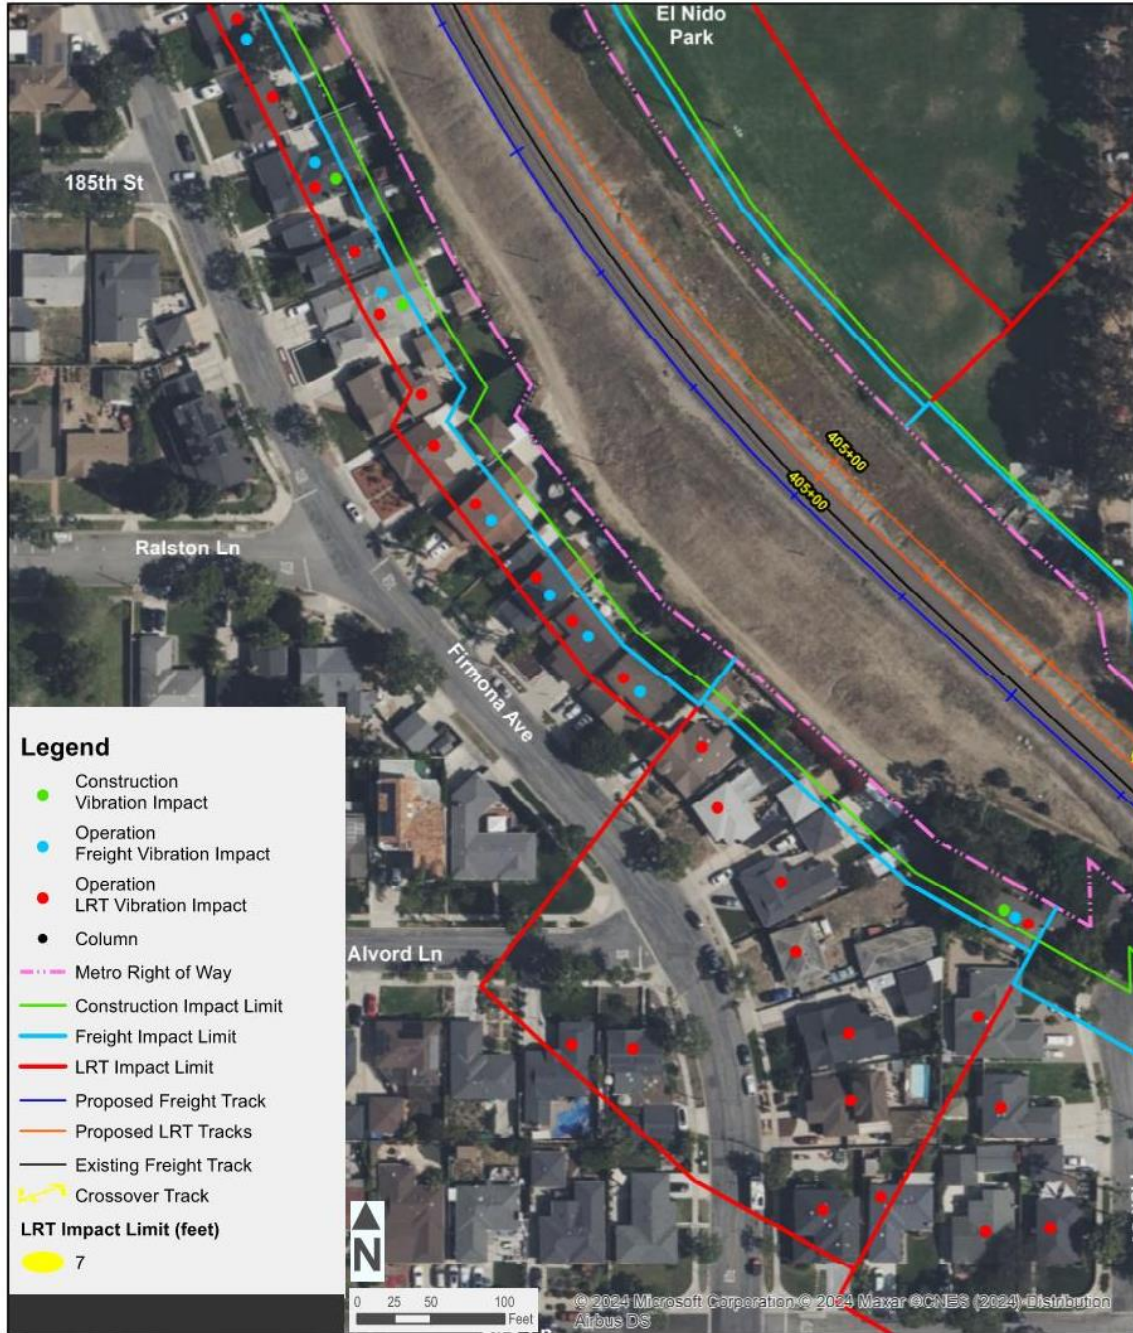 El Nido
Park
185th St
405+00
405+00
Ralston Ln
Firmona Ave
Alvord Ln
Legend
Construction
Vibration Impact
Operation
Freight Vibration Impact
Operation
LRT Vibration Impact
Column
Metro Right of Way
Construction Impact Limit
Freight Impact Limit
LRT Impact Limit
Proposed Freight Track
Proposed LRT Tracks
Existing Freight Track
Crossover Track
LRT Impact Limit (feet)
7
N
0 25 50 100
Feet
© 2024 Microsoft Corporation © 2024 Maxar ©CNES (2024) Distribution
Airbus DS